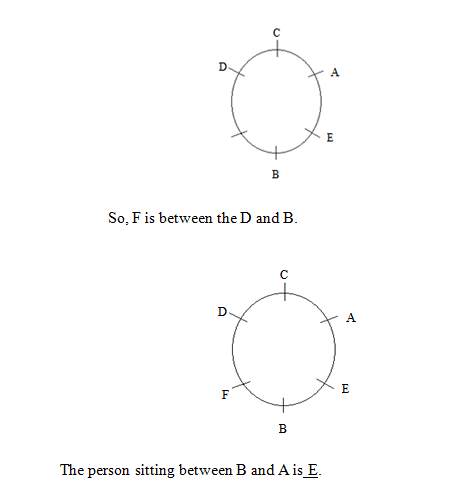 C
D
A
E
B
So, F is between the D and B.
C
D
A
E
F
B
The person sitting between B and A is E.